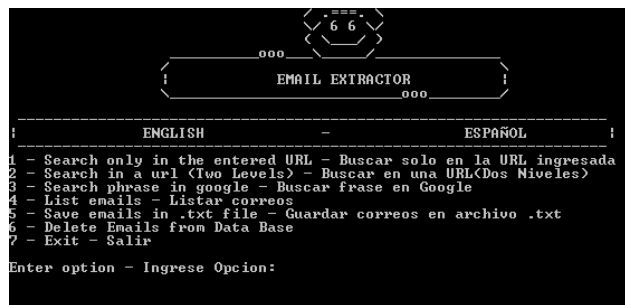 6 6
ooo
EMAIL EXTRACTOR
ooo
ENGLISH - ESPAÑOL
1 - Search only in the entered URL - Buscar solo en la URL ingresada
2 - Search in a url (Two Levels) - Buscar en una URL(Dos Niveles)
3 - Search phrase in google - Buscar frase en Google
4 - List emails - Listar correos
5 - Save emails in .txt file - Guardar correos en archivo .txt
6 - Delete Emails from Data Base
7 - Exit - Salir
Enter option - Ingrese Opcion: